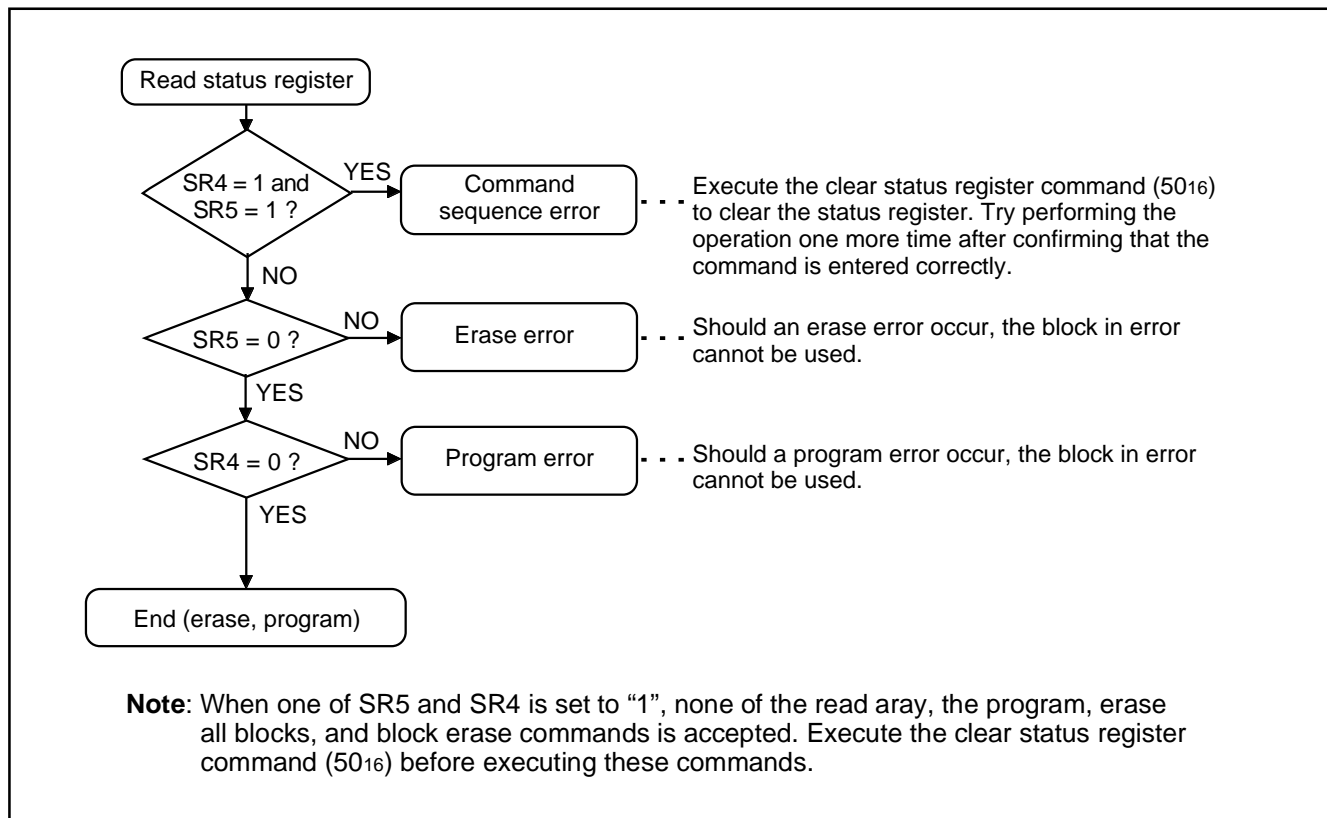 Read status register
SR4 = 1 and
SR5 = 1 ?
YES
Command
sequence error
Execute the clear status register command (5016)
to clear the status register. Try performing the
operation one more time after confirming that the
command is entered correctly.
NO
SR5 = 0 ?
NO
Erase error
Should an erase error occur, the block in error
cannot be used.
YES
SR4 = 0 ?
NO
Program error
Should a program error occur, the block in error
cannot be used.
YES
End (erase, program)
Note: When one of SR5 and SR4 is set to “1”, none of the read aray, the program, erase
all blocks, and block erase commands is accepted. Execute the clear status register
command (5016) before executing these commands.